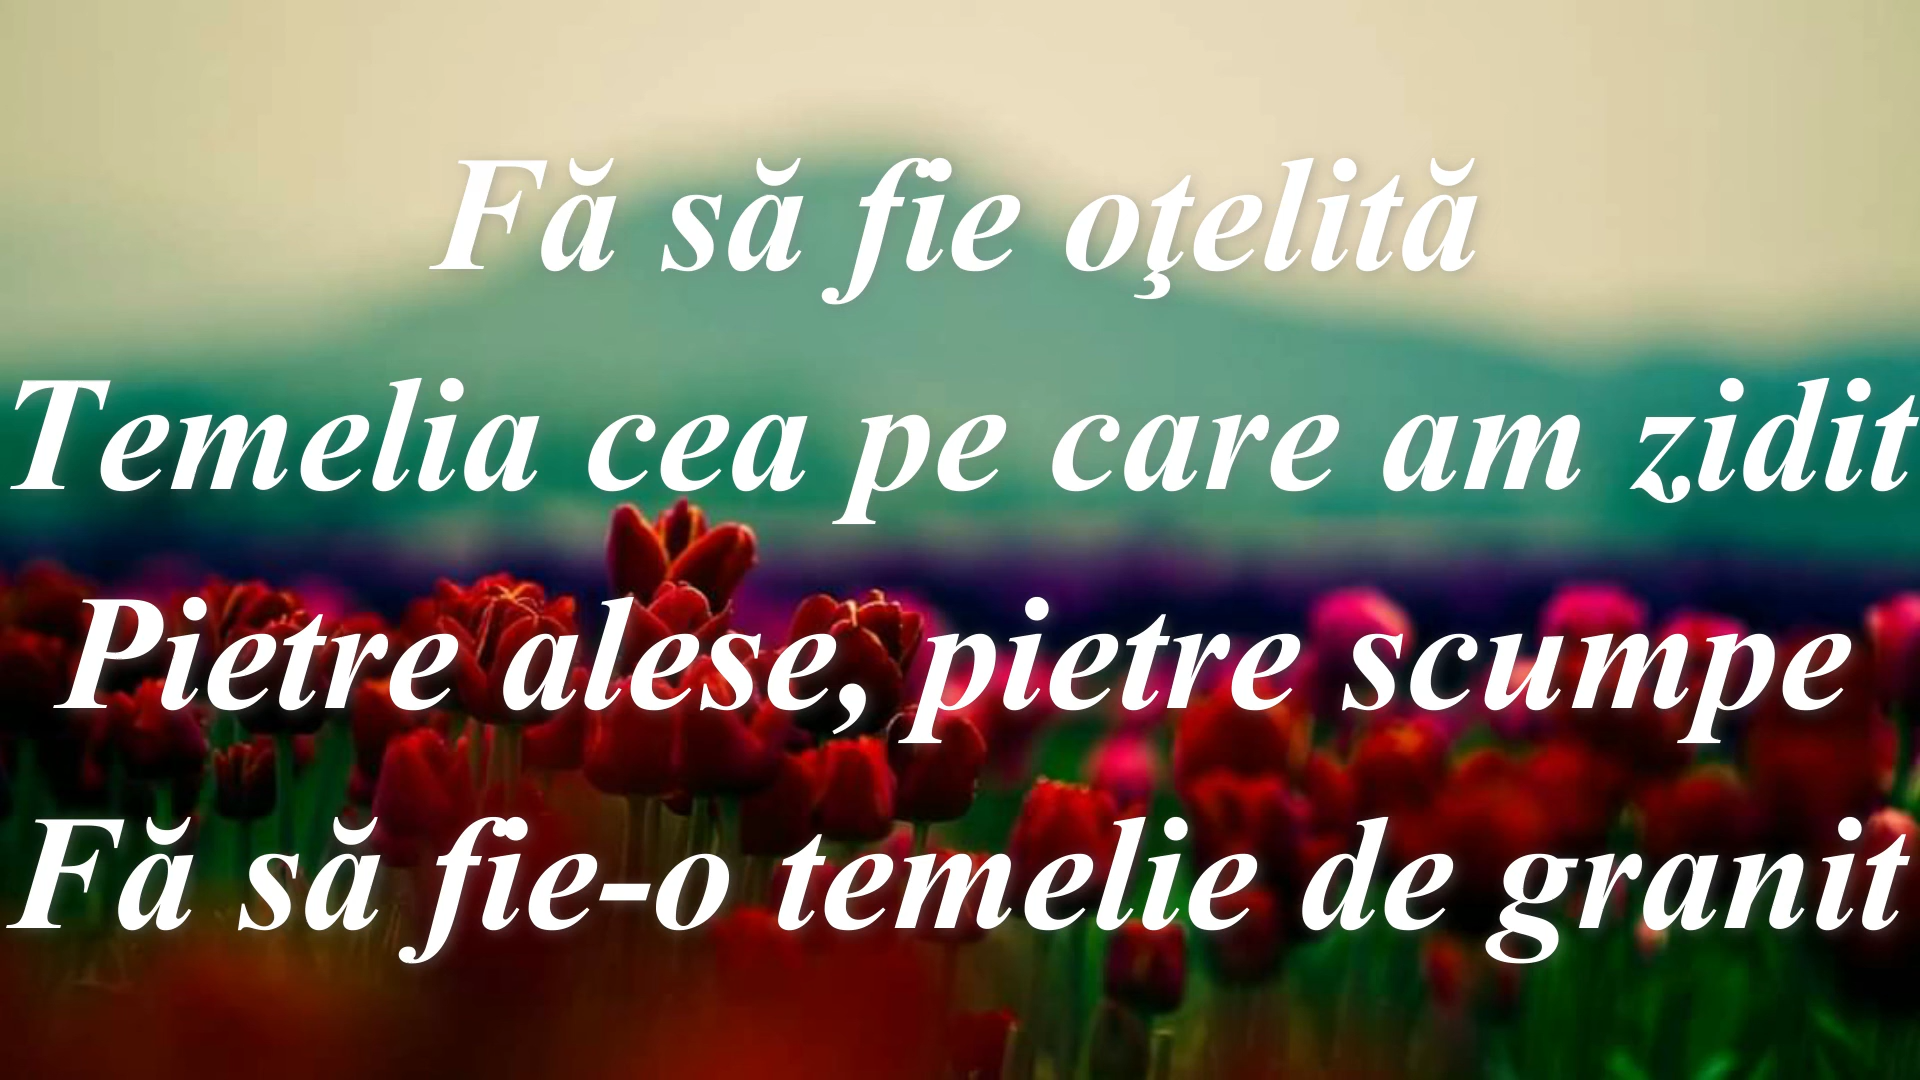 Fă să fie oţelită
Temelia cea pe care am zidit
Pietre alese, pietre scumpe
Fă să fie-o temelie de granit